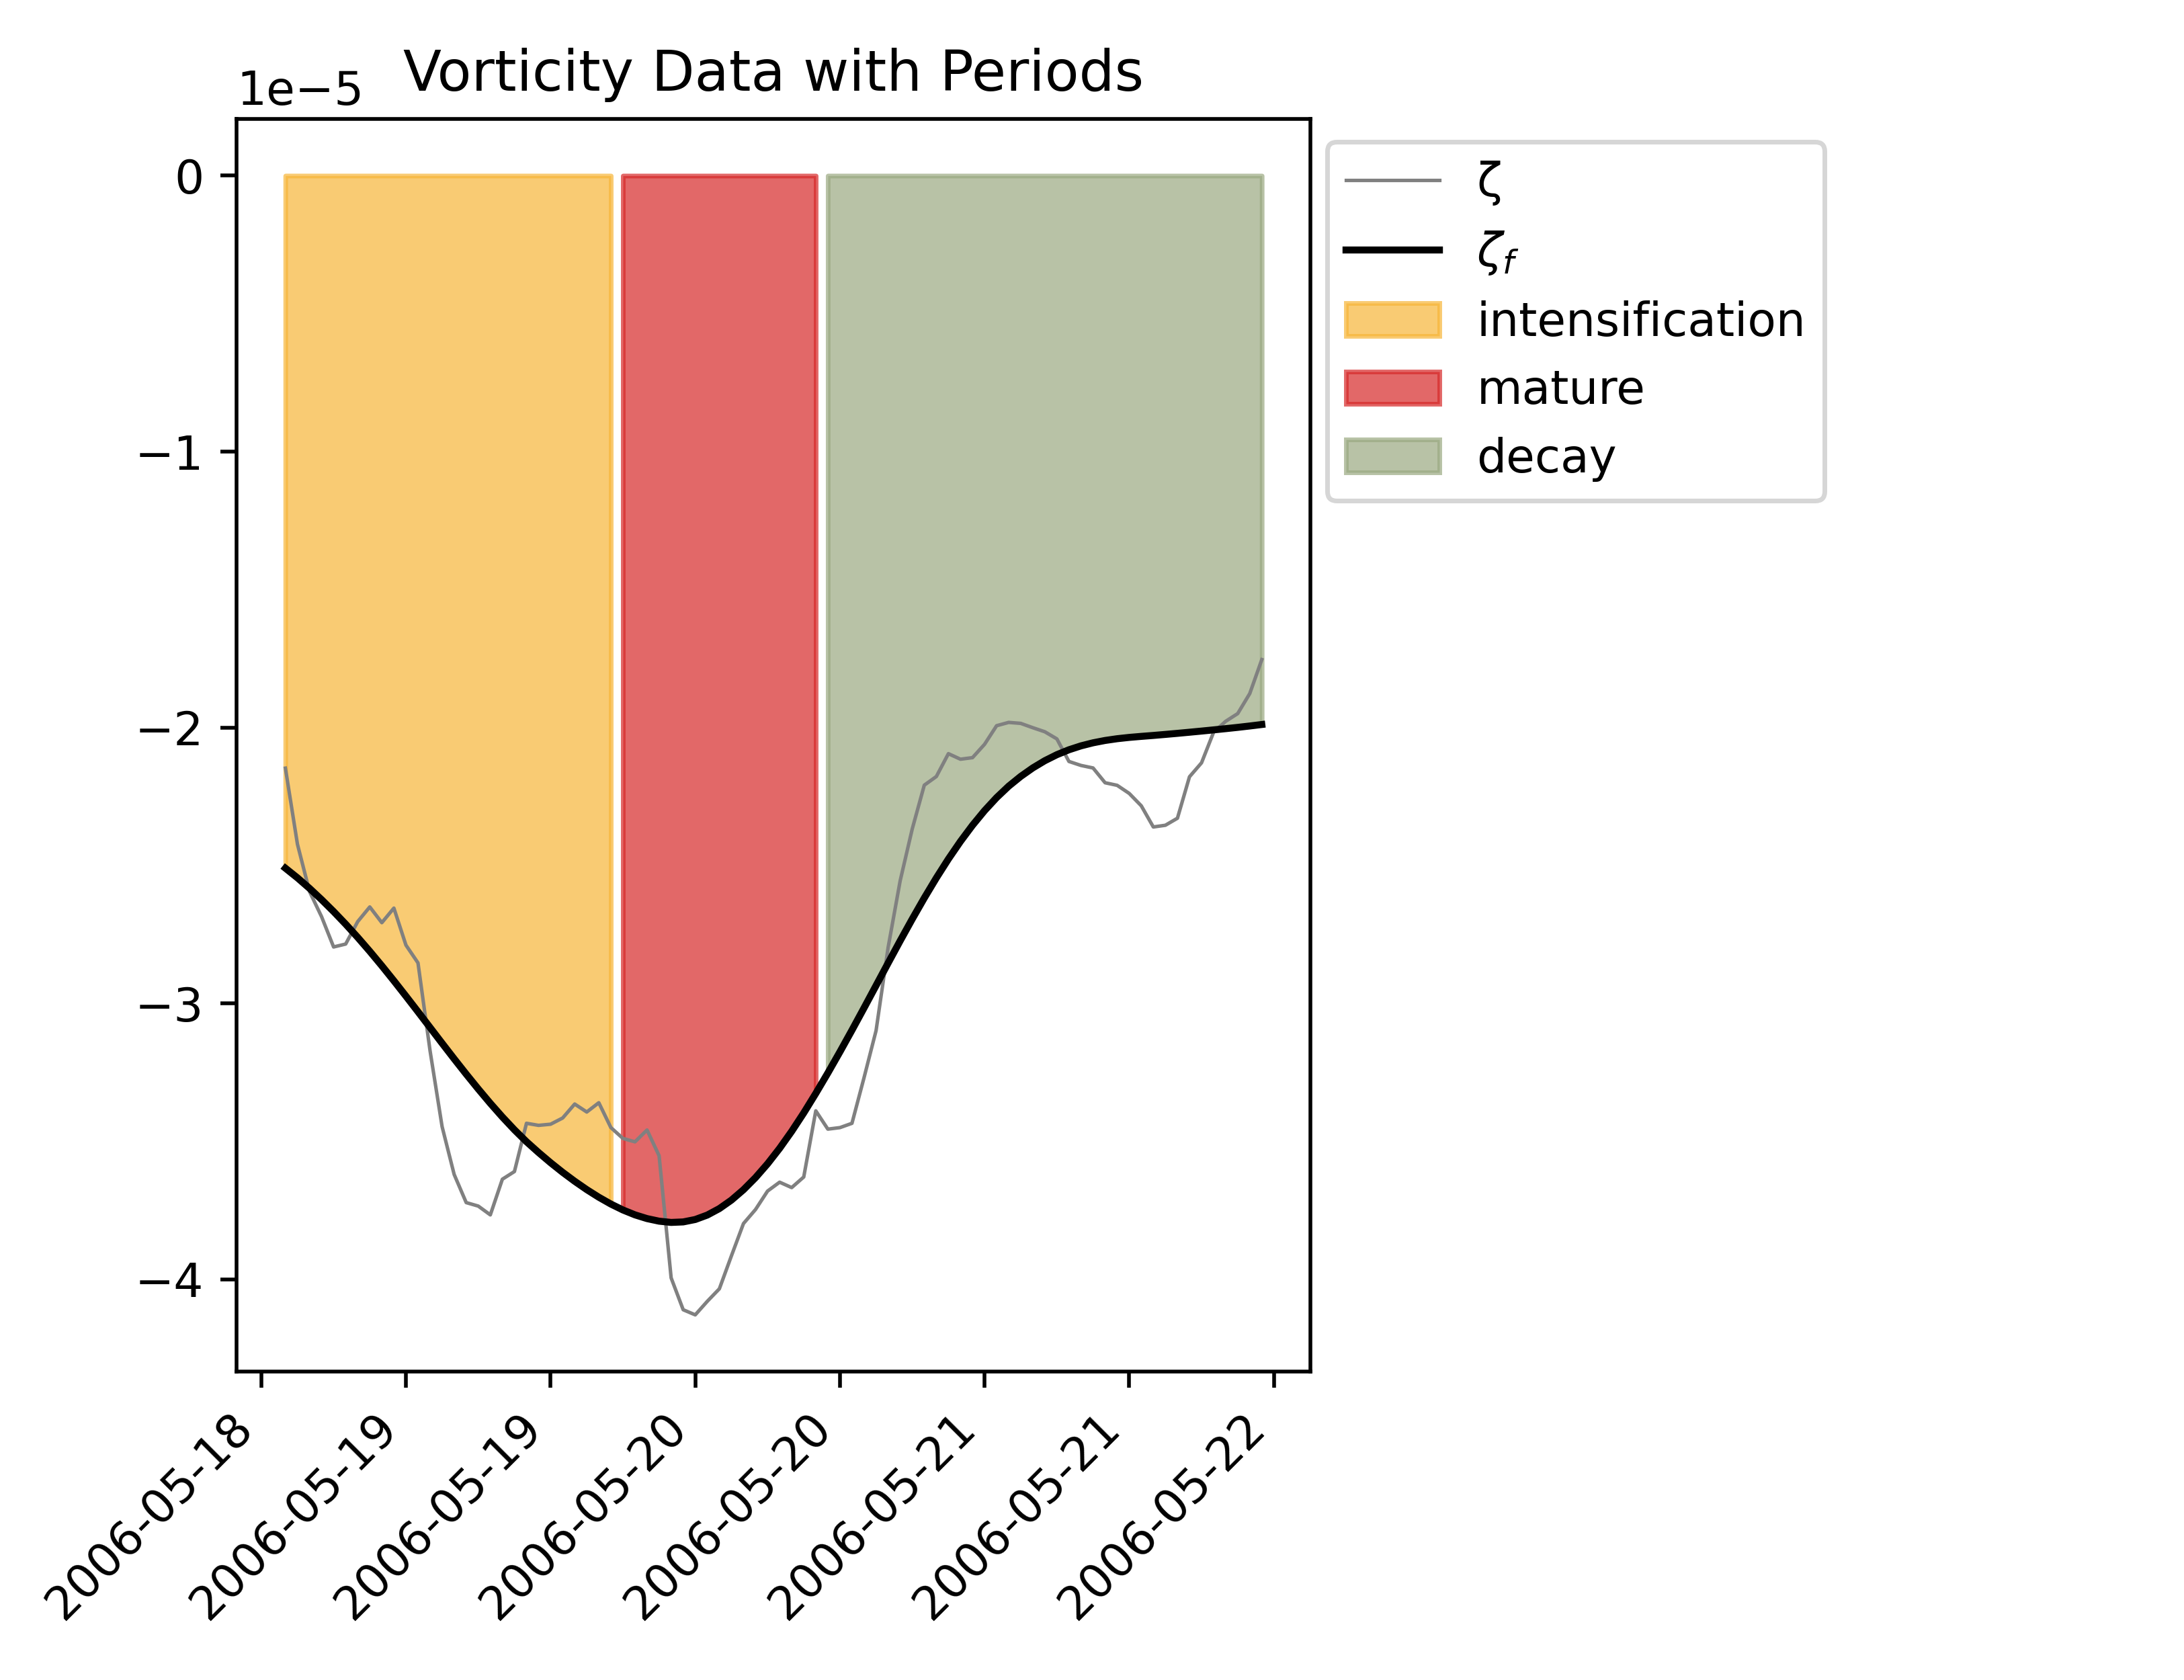 Vorticity Data with Periods
1e−5
0
−1
−2
−3
−4
2006-05-18
2006-05-19
2006-05-19
2006-05-20
2006-05-20
2006-05-21
2006-05-21
2006-05-22
ζ
ζf
intensification
mature
decay